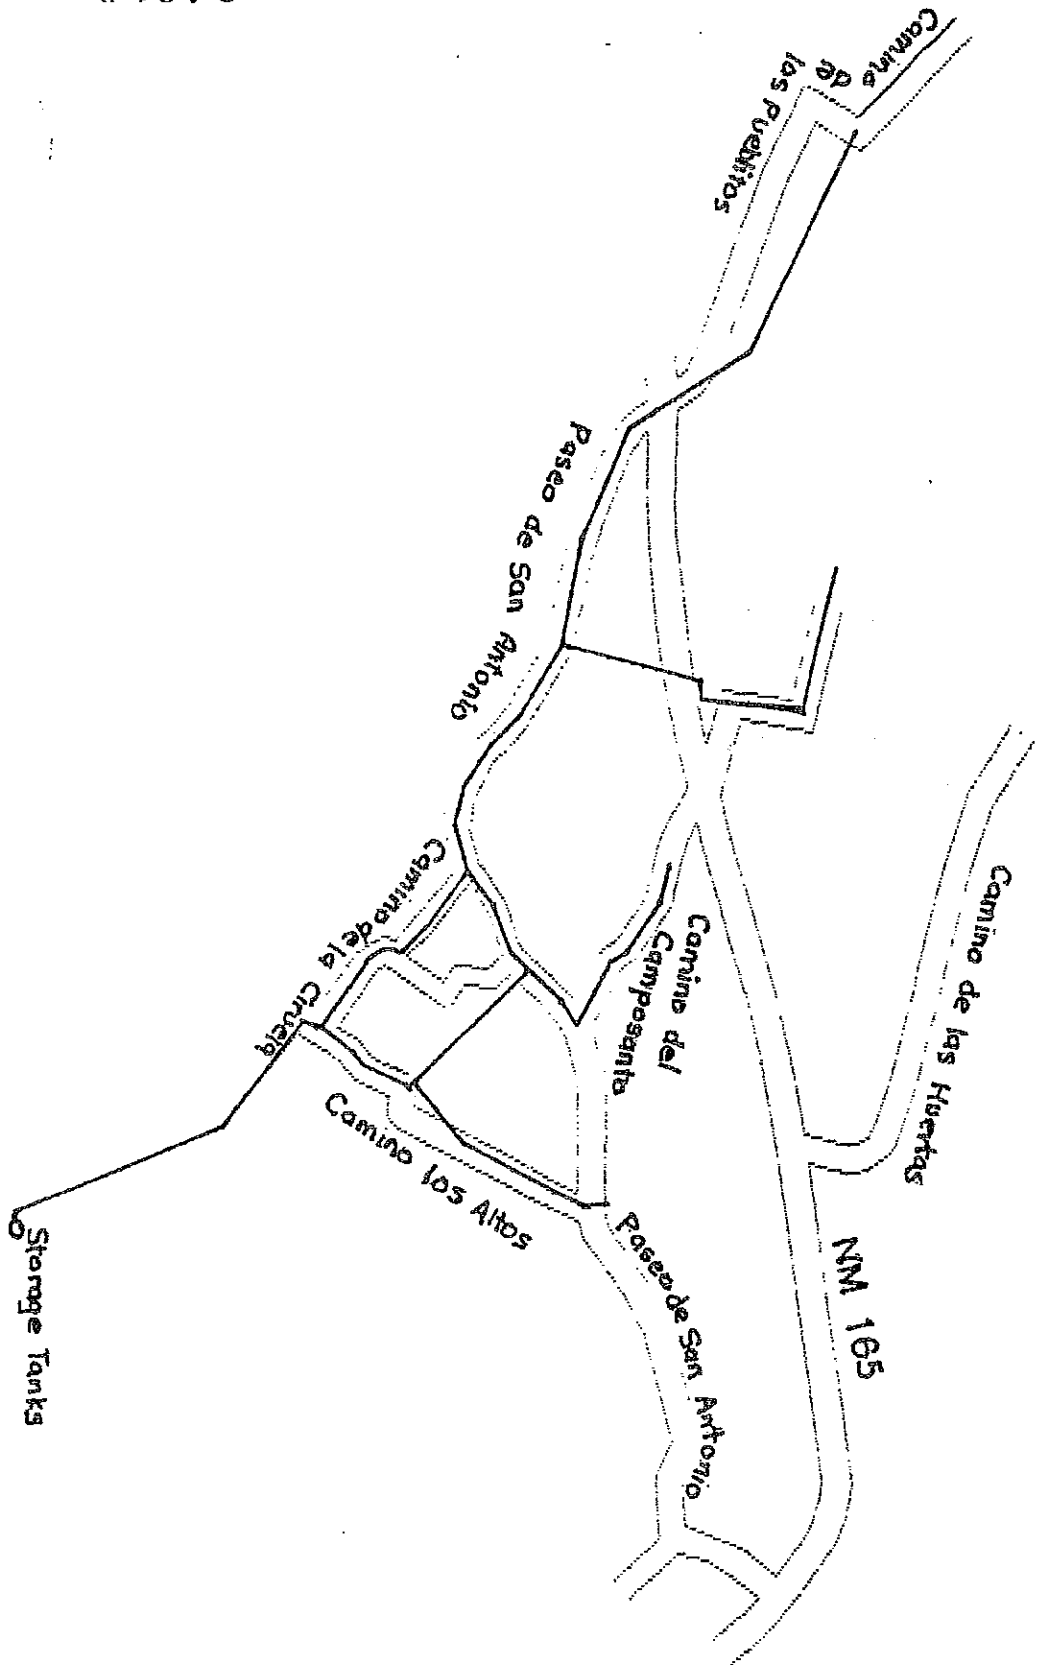 Camino
de
los Pueblitos
Paseo de San Antonio
Camino de la Ciruela
Camino del
Camposanto
Camino de las Huertas
Camino los Altos
Paseo de San Antonio
NM 165
Storage Tanks